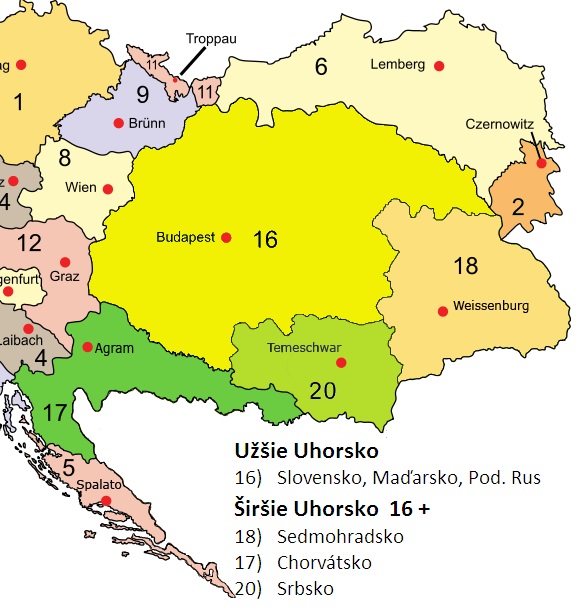 Troppau
11
6
Lemberg
ag
9
11
1
Brünn
Czernowitz
8
z
Wien
4
2
12
Budapest
16
18
Graz
genfurt
Weissenburg
Laibach
Agram
Temeschwar
4
20
17
5
Spalato
Užšie Uhorsko
16) Slovensko, Maďarsko, Pod. Rus
Širšie Uhorsko 16 +
18) Sedmohradsko
17) Chorvátsko
20) Srbsko